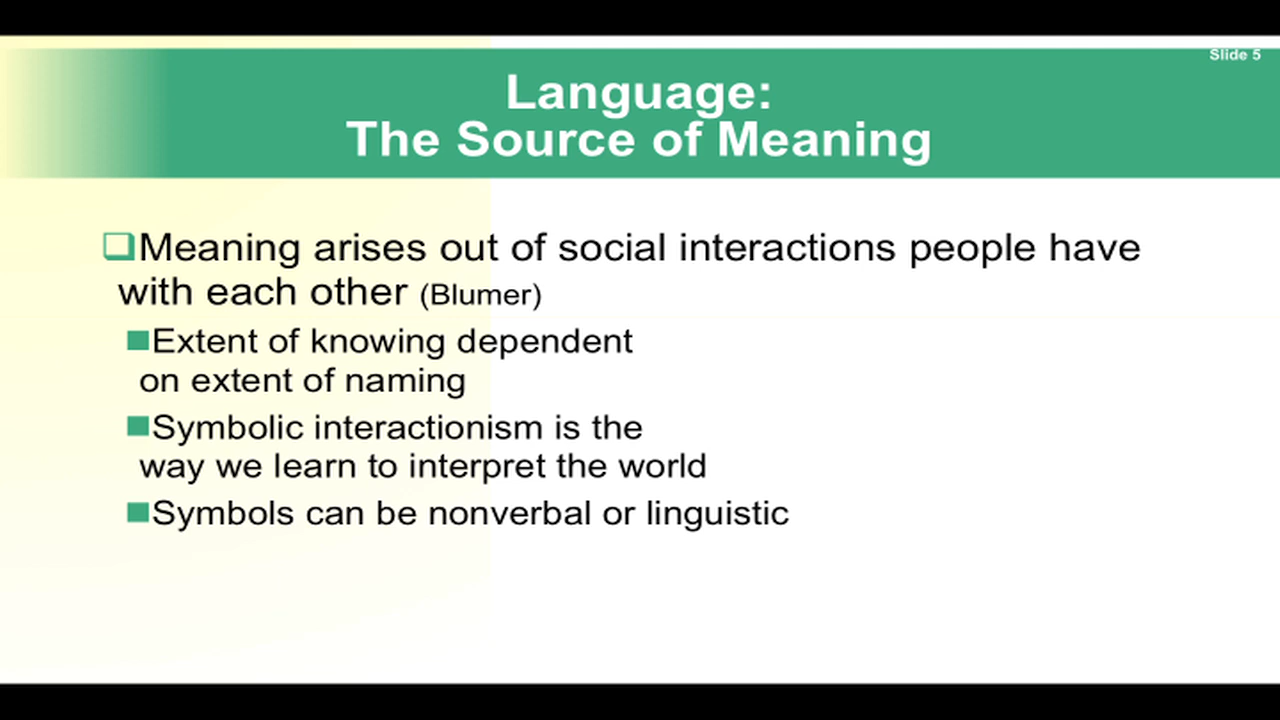 Slide 5
Language:
The Source of Meaning
Meaning arises out of social interactions people have
with each other (Blumer)
Extent of knowing dependent
on extent of naming
Symbolic interactionism is the
way we learn to interpret the world
Symbols can be nonverbal or linguistic